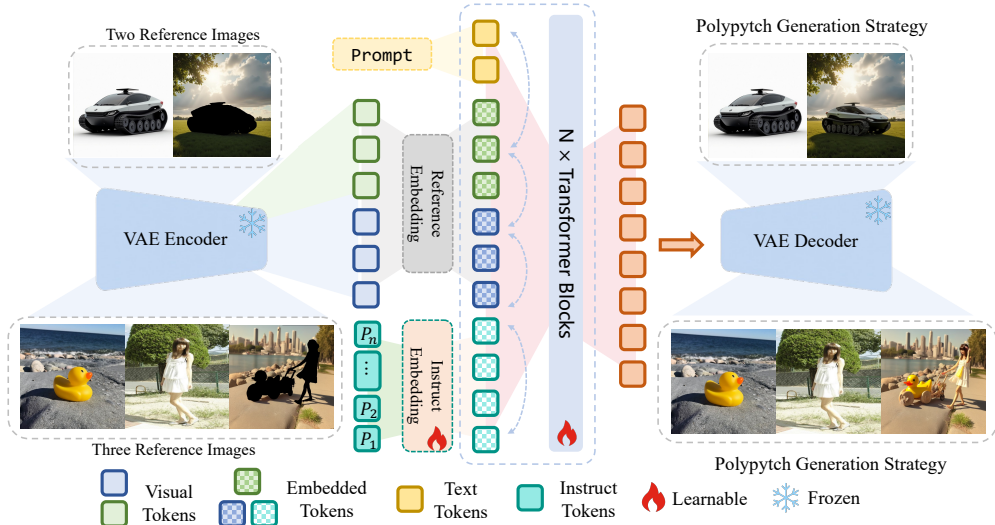 Two Reference Images
Prompt
Polypytch Generation Strategy
VAE Encoder
Reference
Embedding
N × Transformer Blocks
VAE Decoder
Pn
...
P2
P1
Instruct
Embedding
Three Reference Images
Polypytch Generation Strategy
Visual
Tokens
Embedded
Tokens
Text
Tokens
Instruct
Tokens
Learnable
Frozen